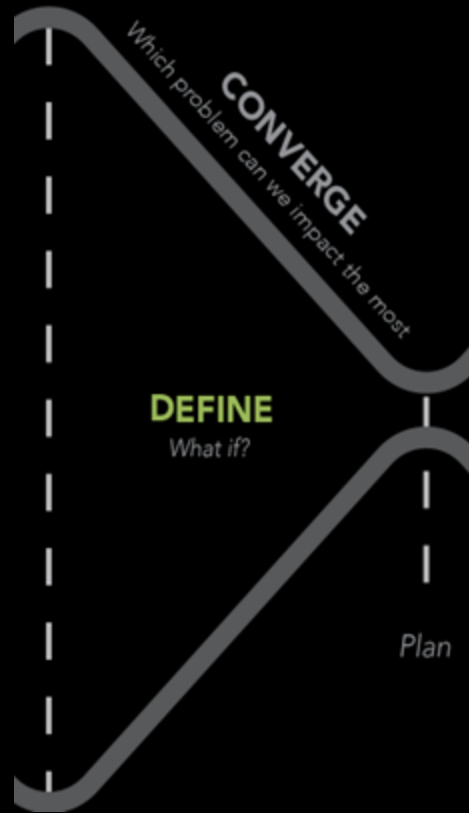 CONVERGE
Which problem can we impact the most
DEFINE
What if?
Plan